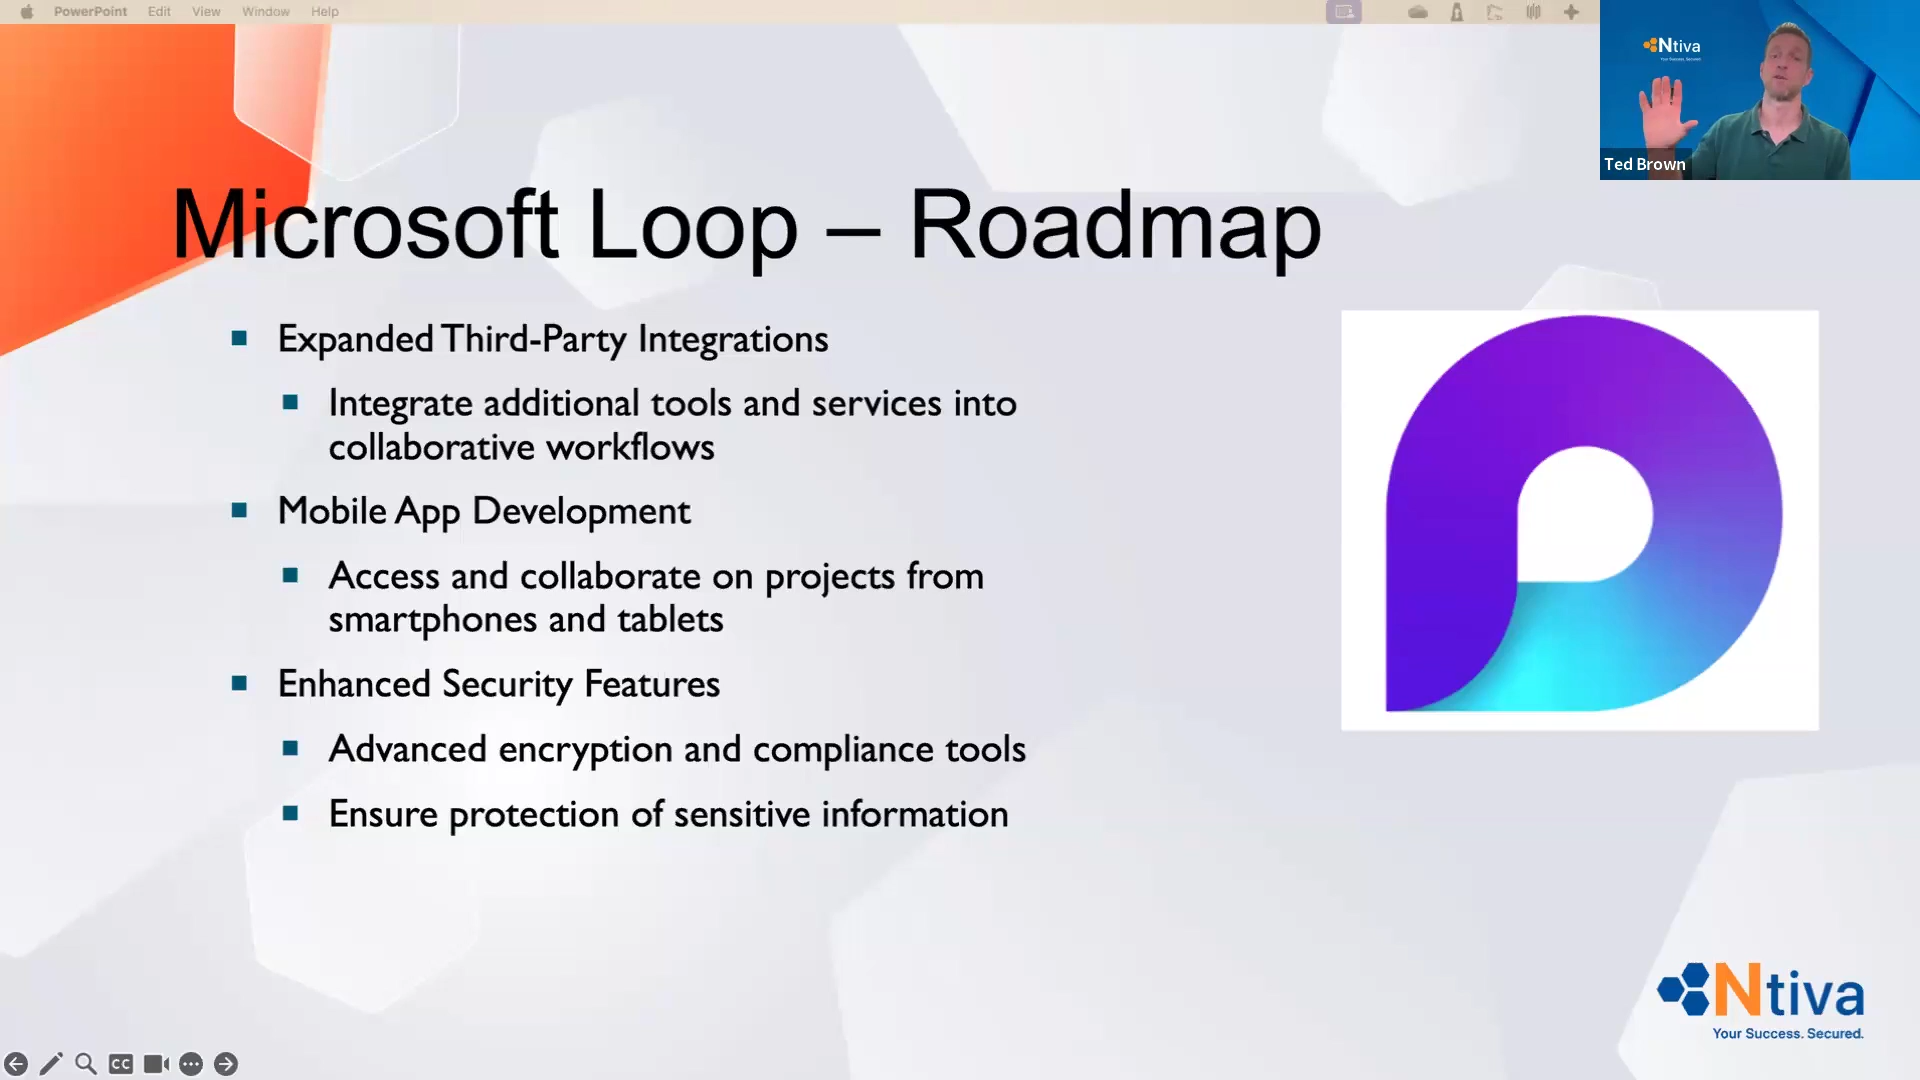 PowerPoint Edit View Window Help
Ntiva
Ted Brown
Microsoft Loop – Roadmap
Expanded Third-Party Integrations
Integrate additional tools and services into
collaborative workflows
Mobile App Development
Access and collaborate on projects from
smartphones and tablets
Enhanced Security Features
Advanced encryption and compliance tools
Ensure protection of sensitive information
Ntiva
Your Success. Secured.
CC